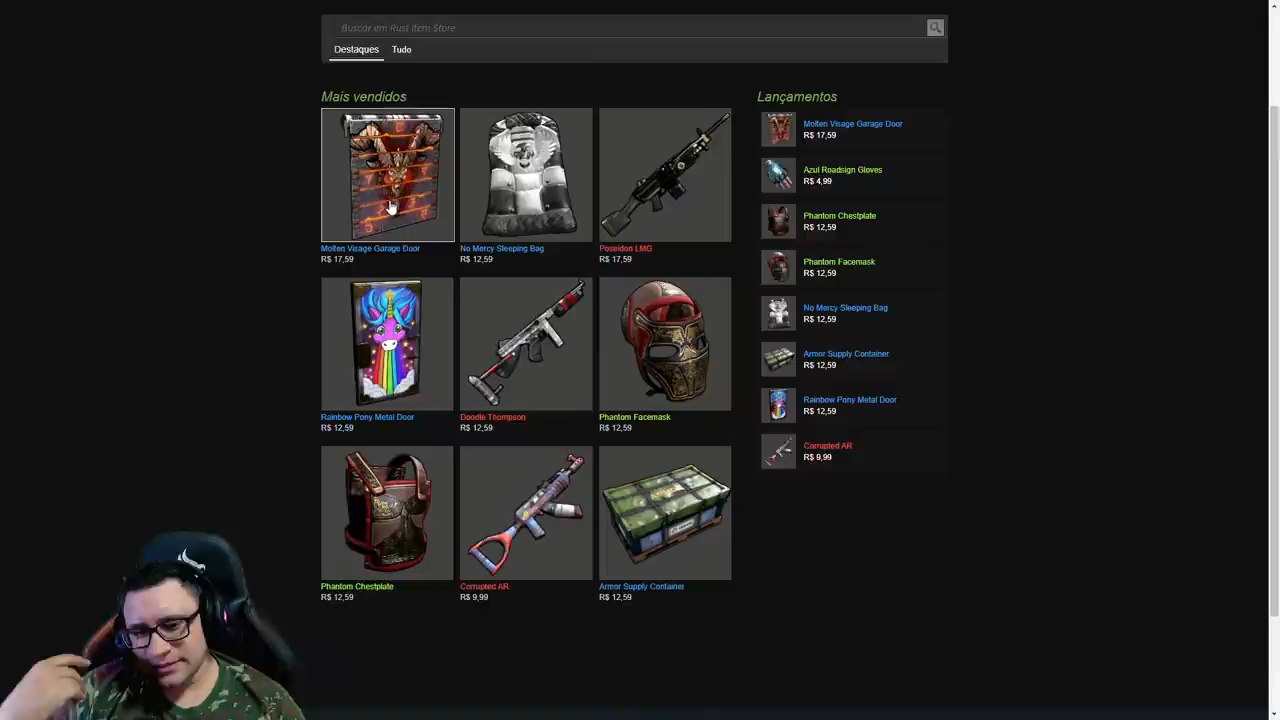 Buscar em Rust Item Store
Destaques Tudo
Mais vendidos
Molten Visage Garage Door
R$ 17,59
No Mercy Sleeping Bag
R$ 12,59
Poseidon LMG
R$ 17,59
Rainbow Pony Metal Door
R$ 12,59
Doodle Thompson
R$ 12,59
Phantom Facemask
R$ 12,59
Phantom Chestplate
R$ 12,59
Corrupted AR
R$ 9,99
Armor Supply Container
R$ 12,59
Lançamentos
Molten Visage Garage Door
R$ 17,59
Azul Roadsign Gloves
R$ 4,99
Phantom Chestplate
R$ 12,59
Phantom Facemask
R$ 12,59
No Mercy Sleeping Bag
R$ 12,59
Armor Supply Container
R$ 12,59
Rainbow Pony Metal Door
R$ 12,59
Corrupted AR
R$ 9,99